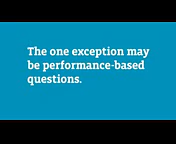 The one exception may
be performance-based
questions.